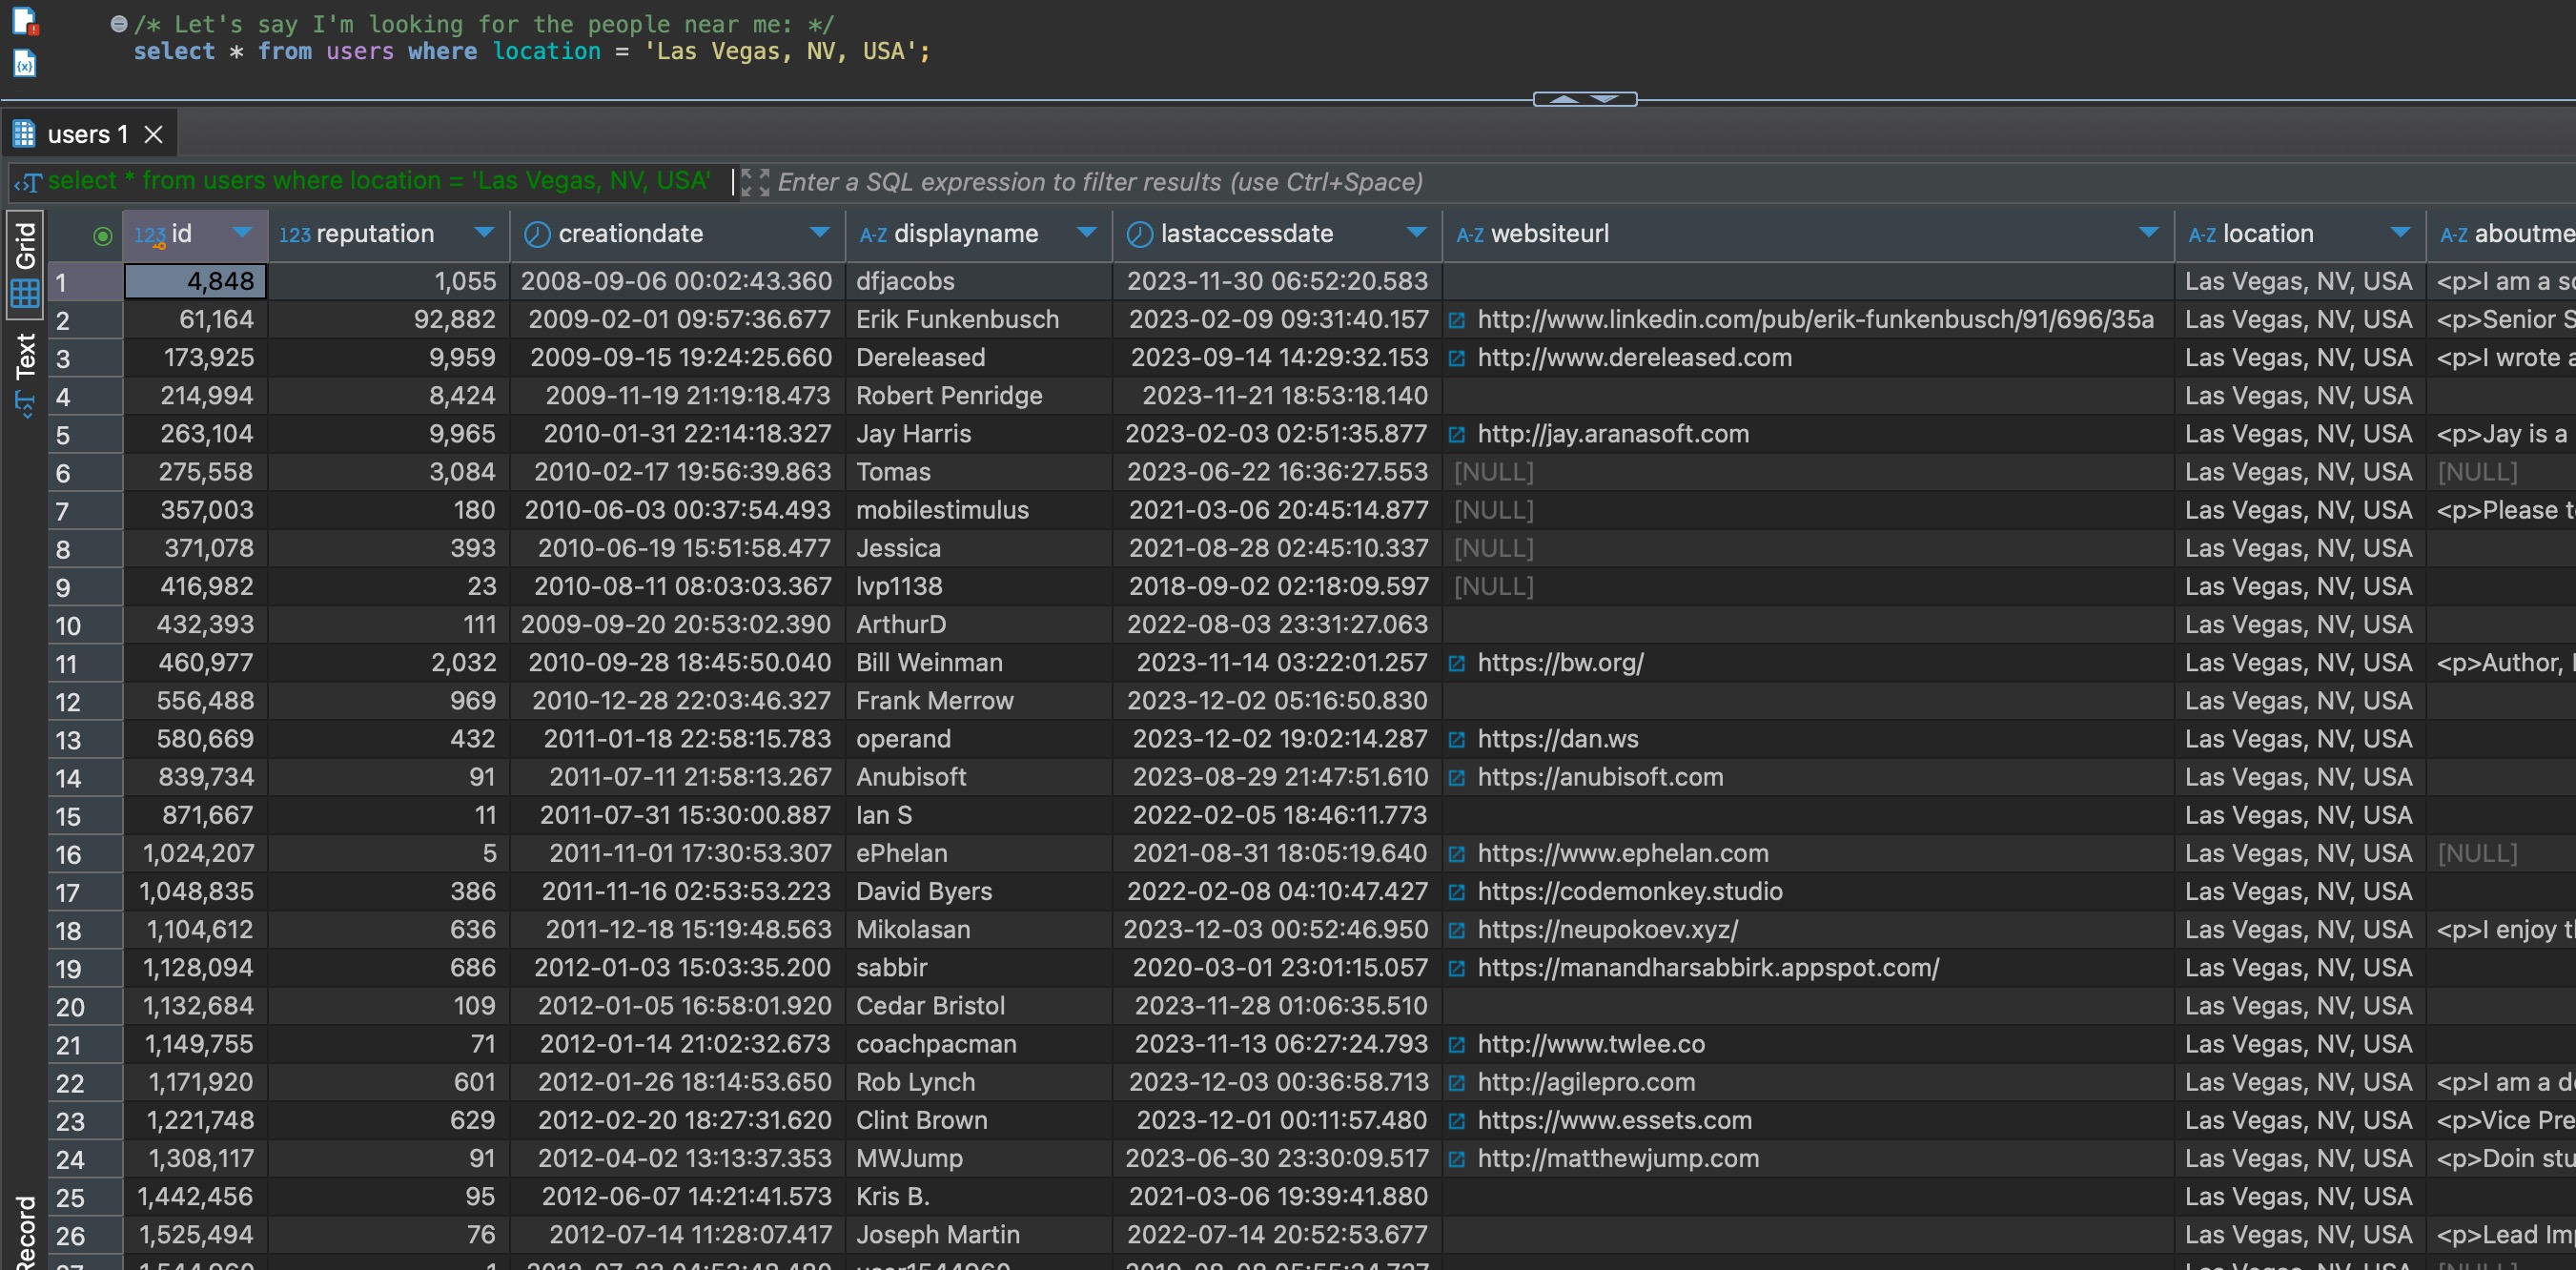 /* Let's say I'm looking for the people near me: */
select * from users where location = 'Las Vegas, NV, USA';
users 1
select * from users where location = 'Las Vegas, NV, USA' Enter a SQL expression to filter results (use Ctrl+Space)
Grid
Text
Record
123 id 123 reputation creationdate A-Z displayname lastaccessdate A-Z websiteurl A-Z location A-Z aboutme
1 4,848 1,055 2008-09-06 00:02:43.360 dfjacobs 2023-11-30 06:52:20.583 Las Vegas, NV, USA <p>I am a so
2 61,164 92,882 2009-02-01 09:57:36.677 Erik Funkenbusch 2023-02-09 09:31:40.157 http://www.linkedin.com/pub/erik-funkenbusch/91/696/35a Las Vegas, NV, USA <p>Senior S
3 173,925 9,959 2009-09-15 19:24:25.660 Dereleased 2023-09-14 14:29:32.153 http://www.dereleased.com Las Vegas, NV, USA <p>I wrote a
4 214,994 8,424 2009-11-19 21:19:18.473 Robert Penridge 2023-11-21 18:53:18.140 Las Vegas, NV, USA
5 263,104 9,965 2010-01-31 22:14:18.327 Jay Harris 2023-02-03 02:51:35.877 http://jay.aranasoft.com Las Vegas, NV, USA <p>Jay is a
6 275,558 3,084 2010-02-17 19:56:39.863 Tomas 2023-06-22 16:36:27.553 [NULL] Las Vegas, NV, USA [NULL]
7 357,003 180 2010-06-03 00:37:54.493 mobilestimulus 2021-03-06 20:45:14.877 [NULL] Las Vegas, NV, USA <p>Please t
8 371,078 393 2010-06-19 15:51:58.477 Jessica 2021-08-28 02:45:10.337 [NULL] Las Vegas, NV, USA
9 416,982 23 2010-08-11 08:03:03.367 lvp1138 2018-09-02 02:18:09.597 [NULL] Las Vegas, NV, USA
10 432,393 111 2009-09-20 20:53:02.390 ArthurD 2022-08-03 23:31:27.063 Las Vegas, NV, USA
11 460,977 2,032 2010-09-28 18:45:50.040 Bill Weinman 2023-11-14 03:22:01.257 https://bw.org/ Las Vegas, NV, USA <p>Author,
12 556,488 969 2010-12-28 22:03:46.327 Frank Merrow 2023-12-02 05:16:50.830 Las Vegas, NV, USA
13 580,669 432 2011-01-18 22:58:15.783 operand 2023-12-02 19:02:14.287 https://dan.ws Las Vegas, NV, USA
14 839,734 91 2011-07-11 21:58:13.267 Anubisoft 2023-08-29 21:47:51.610 https://anubisoft.com Las Vegas, NV, USA
15 871,667 11 2011-07-31 15:30:00.887 Ian S 2022-02-05 18:46:11.773 Las Vegas, NV, USA
16 1,024,207 5 2011-11-01 17:30:53.307 ePhelan 2021-08-31 18:05:19.640 https://www.ephelan.com Las Vegas, NV, USA [NULL]
17 1,048,835 386 2011-11-16 02:53:53.223 David Byers 2022-02-08 04:10:47.427 https://codemonkey.studio Las Vegas, NV, USA
18 1,104,612 636 2011-12-18 15:19:48.563 Mikolasan 2023-12-03 00:52:46.950 https://neupokoev.xyz/ Las Vegas, NV, USA <p>I enjoy t
19 1,128,094 686 2012-01-03 15:03:35.200 sabbir 2020-03-01 23:01:15.057 https://manandharsabbirk.appspot.com/ Las Vegas, NV, USA
20 1,132,684 109 2012-01-05 16:58:01.920 Cedar Bristol 2023-11-28 01:06:35.510 Las Vegas, NV, USA
21 1,149,755 71 2012-01-14 21:02:32.673 coachpacman 2023-11-13 06:27:24.793 http://www.twlee.co Las Vegas, NV, USA
22 1,171,920 601 2012-01-26 18:14:53.650 Rob Lynch 2023-12-03 00:36:58.713 http://agilepro.com Las Vegas, NV, USA <p>I am a d
23 1,221,748 629 2012-02-20 18:27:31.620 Clint Brown 2023-12-01 00:11:57.480 https://www.essets.com Las Vegas, NV, USA <p>Vice Pre
24 1,308,117 91 2012-04-02 13:13:37.353 MWJump 2023-06-30 23:30:09.517 http://matthewjump.com Las Vegas, NV, USA <p>Doin stu
25 1,442,456 95 2012-06-07 14:21:41.573 Kris B. 2021-03-06 19:39:41.880 Las Vegas, NV, USA
26 1,525,494 76 2012-07-14 11:28:07.417 Joseph Martin 2022-07-14 20:52:53.677 Las Vegas, NV, USA <p>Lead Im